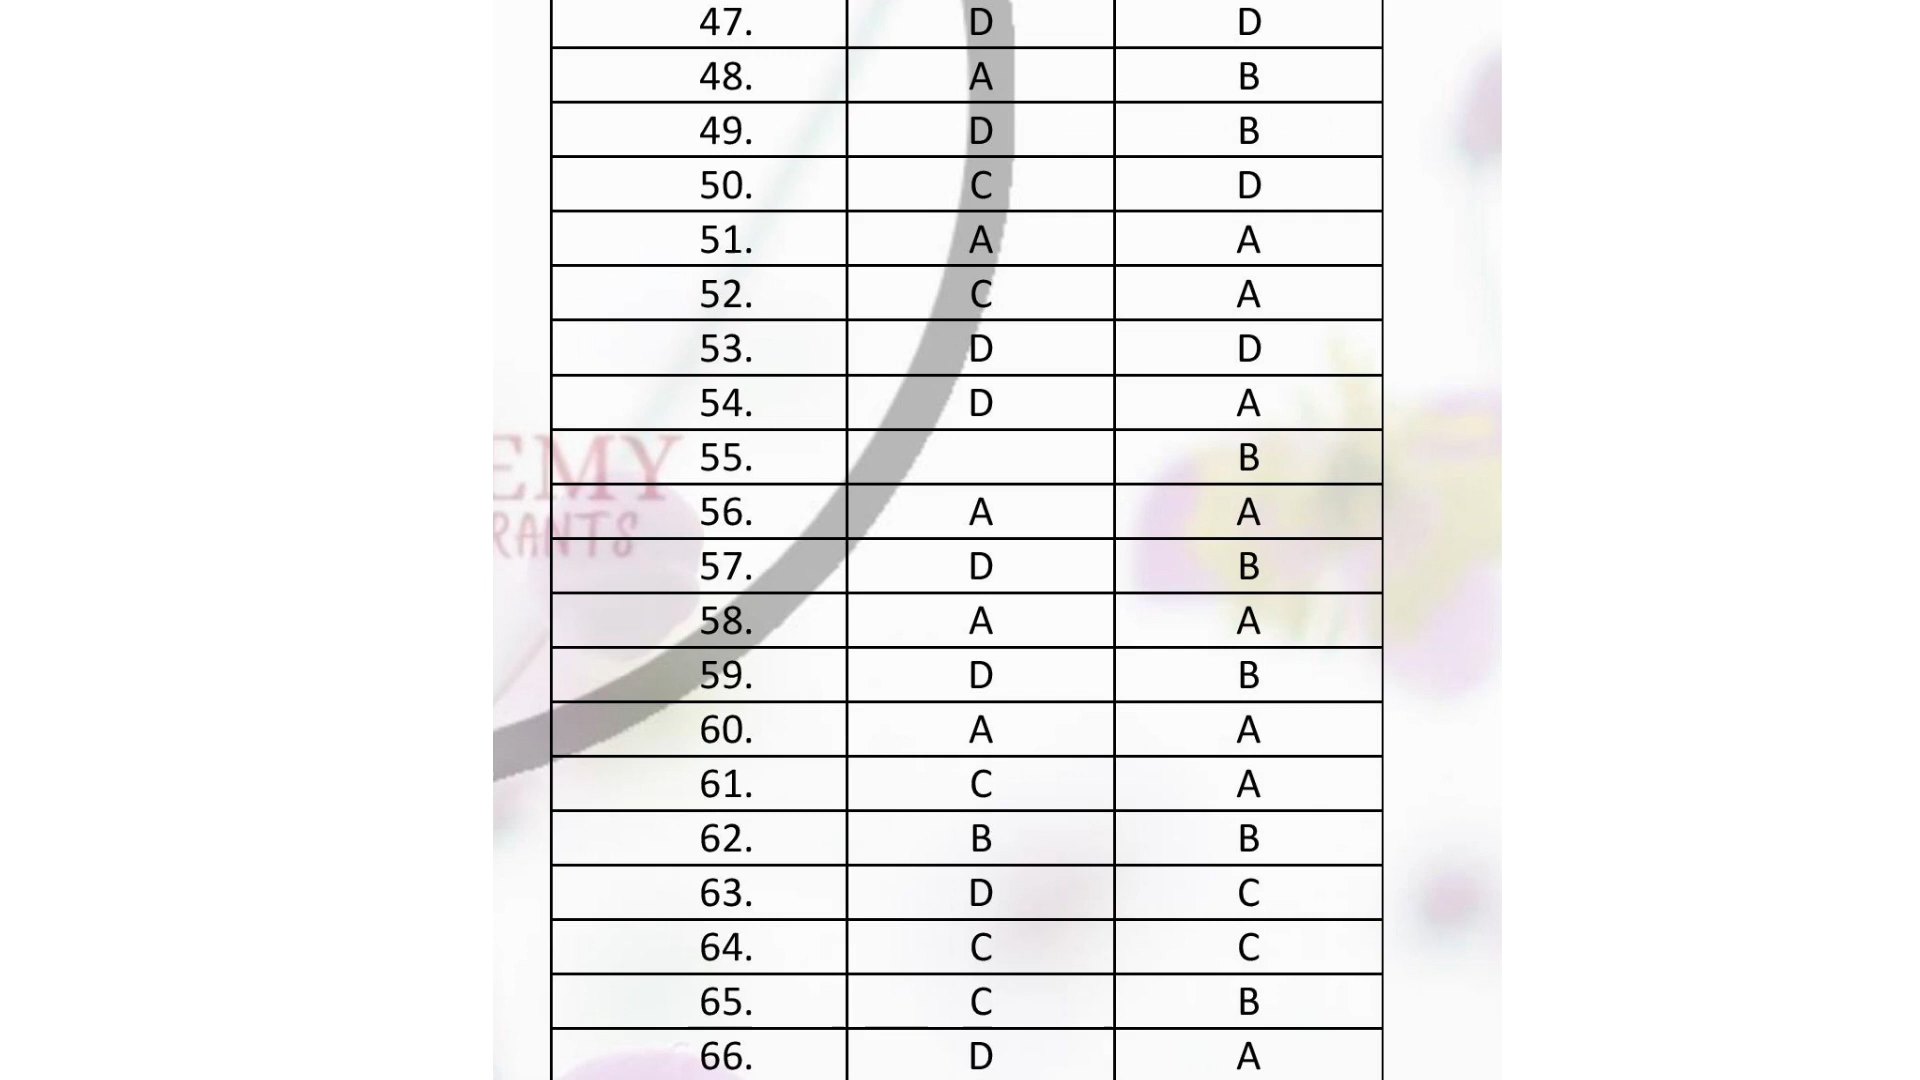 47. D D
48. A B
49. D B
50. C D
51. A A
52. C A
53. D D
54. D A
55. B
EMY
56. A A
RANTS
57. D B
58. A A
59. D B
60. A A
61. C A
62. B B
63. D C
64. C C
65. C B
66. D A